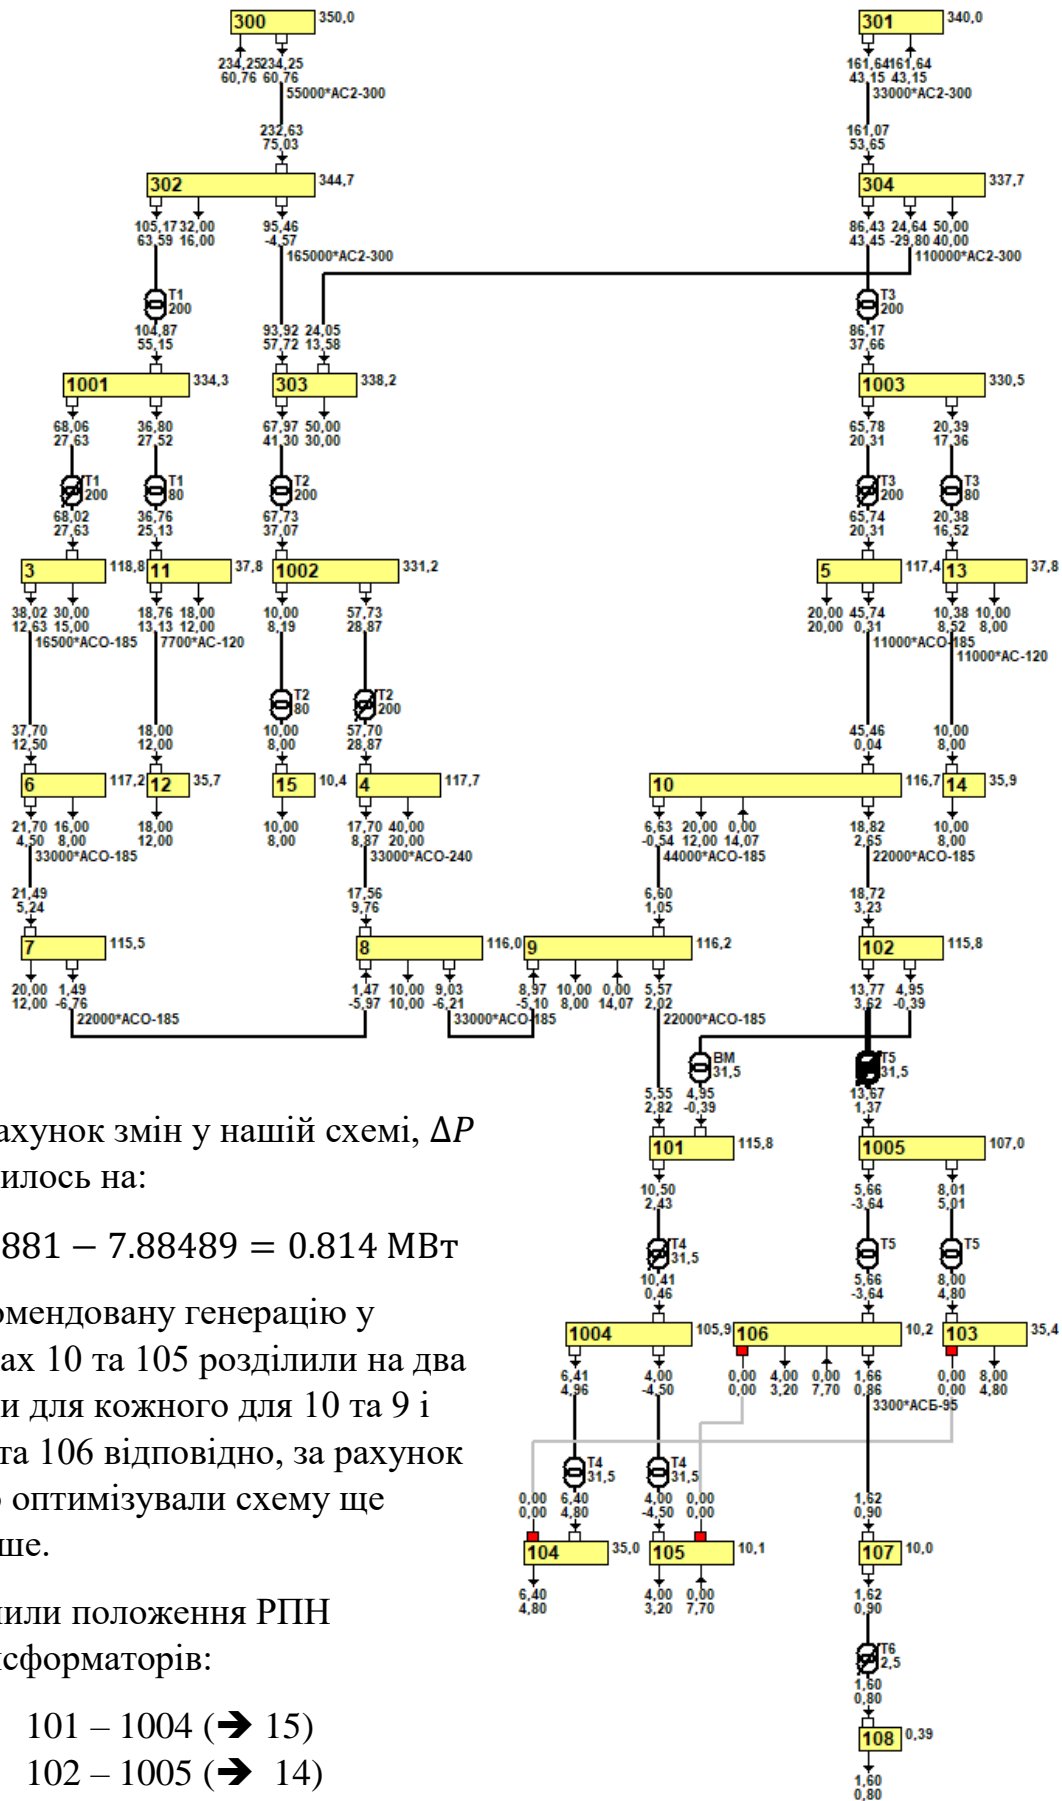 300 350,0
301 340,0
234,25 234,25
60,76 60,76
55000*АС2-300
161,64 161,64
43,15 43,15
33000*АС2-300
232,63
75,03
161,07
53,65
302 344,7
304 337,7
105,17 32,00 95,46
63,59 16,00 -4,57
165000*АС2-300
86,43 24,64 50,00
43,45 -29,80 40,00
110000*АС2-300
T1
200
T3
200
104,87 93,92 24,05 86,17
55,15 57,72 13,58 37,66
1001 334,3
303 338,2
1003 330,5
68,06 36,80 67,97 50,00 65,78 20,39
27,63 27,52 41,30 30,00 20,31 17,36
T1 T1 T2 T3 T3
200 80 200 200 80
68,02 36,76 67,73 65,74 20,38
27,63 25,13 37,07 20,31 16,52
3 118,8
11 37,8
1002 331,2
5 117,4
13 37,8
38,02 30,00 18,76 18,00 10,00 57,73 20,00 45,74 10,38 10,00
12,63 15,00 13,13 12,00 8,19 28,87 20,00 0,31 8,52 8,00
16500*АСО-185 7700*АС-120 11000*АСО-185
11000*АС-120
T2 T2
80 200
37,70 18,00 10,00 57,70 45,46 10,00
12,50 12,00 8,00 28,87 0,04 8,00
6 117,2
12 35,7
15 10,4
4 117,7
10 116,7
14 35,9
21,70 16,00 18,00 10,00 17,70 40,00 6,63 20,00 0,00 18,82 10,00
4,50 8,00 12,00 8,00 8,87 20,00 -0,54 12,00 14,07 2,65 8,00
33000*АСО-185 33000*АСО-240 44000*АСО-185 22000*АСО-185
21,49 17,56 6,60 18,72
5,24 9,76 1,05 3,23
7 115,5
8 116,0
9 116,2
102 115,8
20,00 1,49 1,47 10,00 9,03 8,97 10,00 0,00 5,57 13,77 4,95
12,00 -6,76 -5,97 10,00 -6,21 -5,10 8,00 14,07 2,02 3,62 -0,39
22000*АСО-185 33000*АСО-185 22000*АСО-185
ВМ T5
31,5 31,5
5,55 4,95 13,67
2,82 -0,39 1,37
101 115,8
1005 107,0
10,50 5,66 8,01
2,43 -3,64 5,01
T4 T5 T5
31,5
10,41 5,66 8,00
0,46 -3,64 4,80
1004 105,9
106 10,2
103 35,4
6,41 4,00 0,00 4,00 0,00 1,66 0,00 8,00
4,96 -4,50 0,00 3,20 7,70 0,86 0,00 4,80
3300*АСБ-95
T4 T4
31,5 31,5
0,00 6,40 4,00 0,00 1,62
0,00 4,80 -4,50 0,00 0,90
104 35,0
105 10,1
107 10,0
6,40 4,00 0,00 1,62
4,80 3,20 7,70 0,90
T6
2,5
1,60
0,80
108 0,39
1,60
0,80
ахунок змін у нашій схемі, ΔP
илось на:
881 − 7.88489 = 0.814 МВт
омендовану генерацію у
ах 10 та 105 розділили на два
и для кожного для 10 та 9 і
та 106 відповідно, за рахунок
о оптимізували схему ще
ше.
нили положення РПН
нсформаторів:
101 – 1004 (➔ 15)
102 – 1005 (➔ 14)